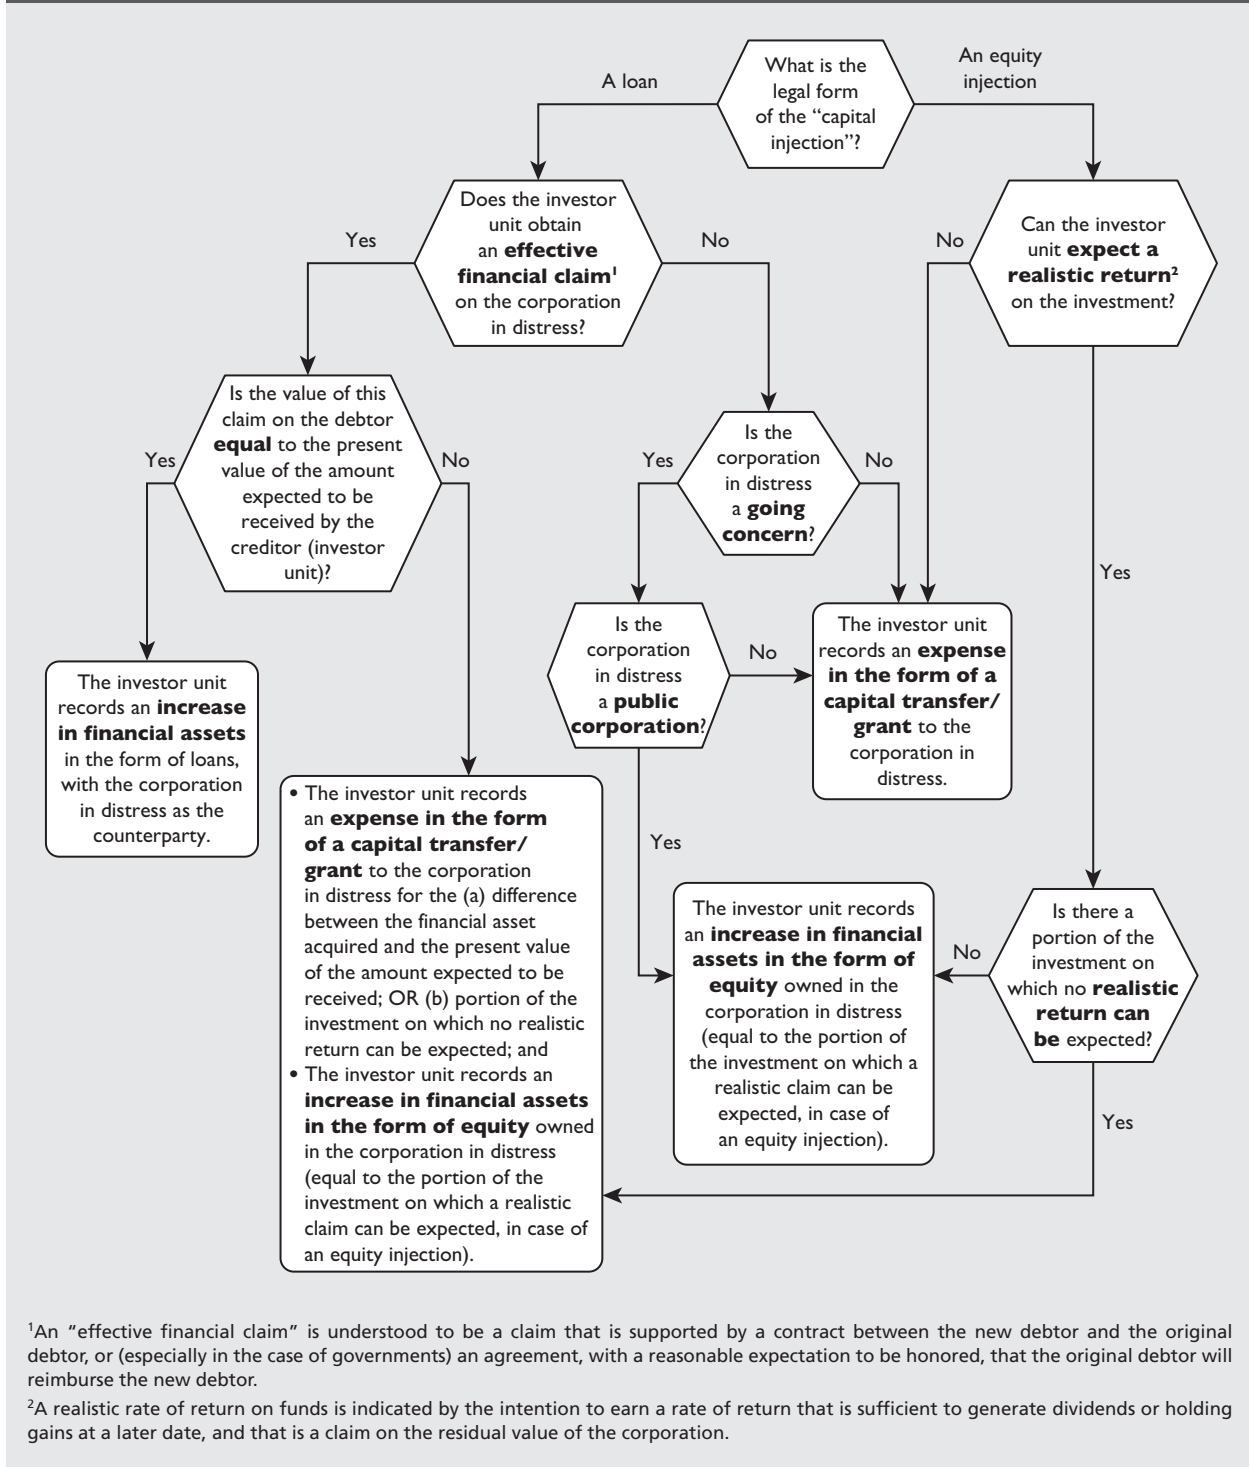 What is the
legal form
of the “capital
injection”?
A loan
An equity
injection
Does the investor
unit obtain
an effective
financial claim¹
on the corporation
in distress?
Yes
No
Can the investor
unit expect a
realistic return²
on the investment?
No
Yes
Is the value of this
claim on the debtor
equal to the present
value of the amount
expected to be
received by the
creditor (investor
unit)?
Yes
No
Is the
corporation
in distress
a going
concern?
Yes
No
Is the
corporation
in distress
a public
corporation?
No
Yes
The investor unit
records an expense
in the form of a
capital transfer/
grant to the
corporation in
distress.
The investor unit
records an increase
in financial assets
in the form of loans,
with the corporation
in distress as the
counterparty.
• The investor unit records
an expense in the form
of a capital transfer/
grant to the corporation
in distress for the (a) difference
between the financial asset
acquired and the present value
of the amount expected to be
received; OR (b) portion of the
investment on which no realistic
return can be expected; and
• The investor unit records an
increase in financial assets
in the form of equity owned
in the corporation in distress
(equal to the portion of the
investment on which a realistic
claim can be expected, in case of
an equity injection).
The investor unit records
an increase in financial
assets in the form of
equity owned in the
corporation in distress
(equal to the portion of
the investment on which a
realistic claim can be
expected, in case of
an equity injection).
Is there a
portion of the
investment on
which no realistic
return can
be expected?
No
Yes
¹An “effective financial claim” is understood to be a claim that is supported by a contract between the new debtor and the original
debtor, or (especially in the case of governments) an agreement, with a reasonable expectation to be honored, that the original debtor will
reimburse the new debtor.
²A realistic rate of return on funds is indicated by the intention to earn a rate of return that is sufficient to generate dividends or holding
gains at a later date, and that is a claim on the residual value of the corporation.